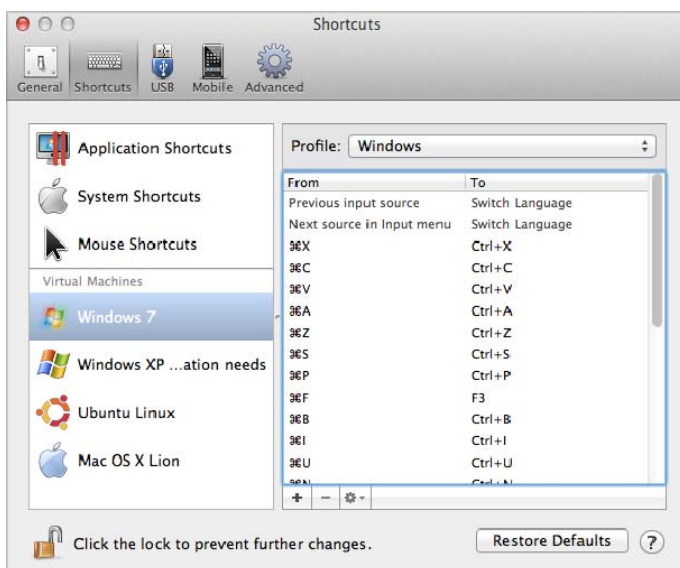 Shortcuts
General Shortcuts USB Mobile Advanced
Application Shortcuts
System Shortcuts
Mouse Shortcuts
Virtual Machines
Windows 7
Windows XP ...ation needs
Ubuntu Linux
Mac OS X Lion
Profile: Windows
From To
Previous input source Switch Language
Next source in Input menu Switch Language
⌘X Ctrl+X
⌘C Ctrl+C
⌘V Ctrl+V
⌘A Ctrl+A
⌘Z Ctrl+Z
⌘S Ctrl+S
⌘P Ctrl+P
⌘F F3
⌘B Ctrl+B
⌘I Ctrl+I
⌘U Ctrl+U
⌘N Ctrl+N
Click the lock to prevent further changes.
Restore Defaults ?